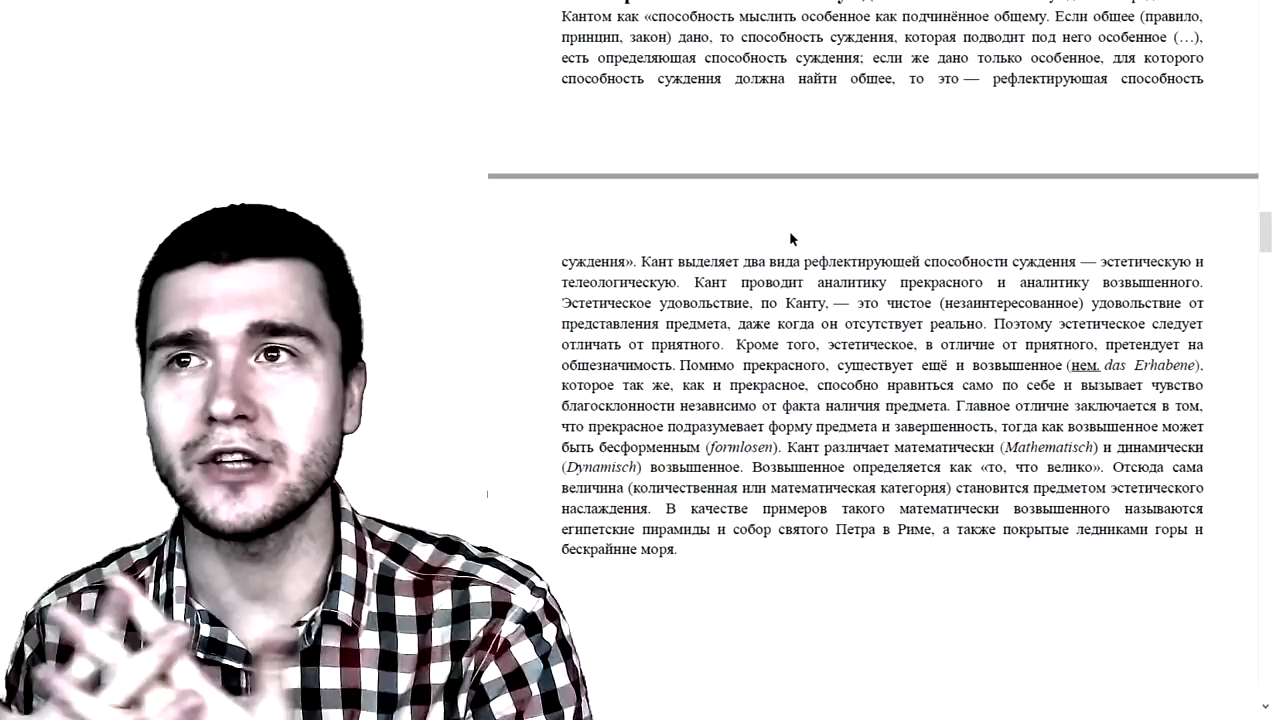 Кантом как «способность мыслить особенное как подчинённое общему. Если общее (правило,
принцип, закон) дано, то способность суждения, которая подводит под него особенное (…),
есть определяющая способность суждения; если же дано только особенное, для которого
способность суждения должна найти общее, то это — рефлектирующая способность
суждения». Кант выделяет два вида рефлектирующей способности суждения — эстетическую и
телеологическую. Кант проводит аналитику прекрасного и аналитику возвышенного.
Эстетическое удовольствие, по Канту, — это чистое (незаинтересованное) удовольствие от
представления предмета, даже когда он отсутствует реально. Поэтому эстетическое следует
отличать от приятного. Кроме того, эстетическое, в отличие от приятного, претендует на
общезначимость. Помимо прекрасного, существует ещё и возвышенное (нем. das Erhabene),
которое так же, как и прекрасное, способно нравиться само по себе и вызывает чувство
благосклонности независимо от факта наличия предмета. Главное отличие заключается в том,
что прекрасное подразумевает форму предмета и завершенность, тогда как возвышенное может
быть бесформенным (formlosen). Кант различает математически (Mathematisch) и динамически
(Dynamisch) возвышенное. Возвышенное определяется как «то, что велико». Отсюда сама
величина (количественная или математическая категория) становится предметом эстетического
наслаждения. В качестве примеров такого математически возвышенного называются
египетские пирамиды и собор святого Петра в Риме, а также покрытые ледниками горы и
бескрайние моря.